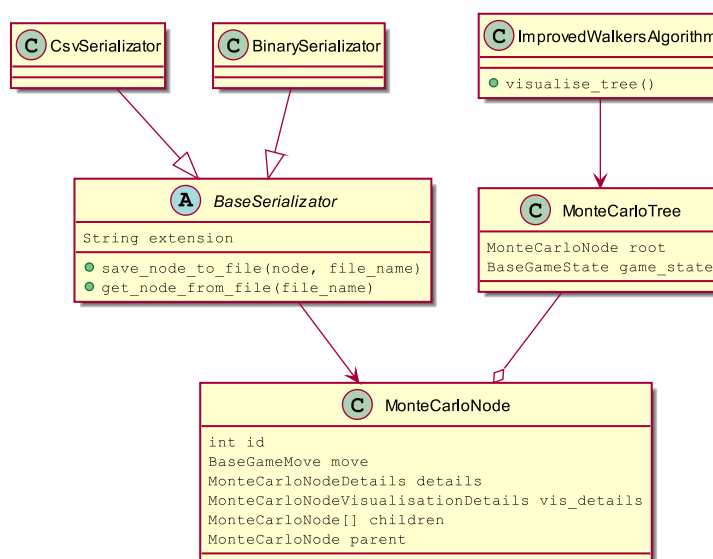 C CsvSerializator
C BinarySerializator
C ImprovedWalkersAlgorithm
visualise_tree()
A BaseSerializator
String extension
save_node_to_file(node, file_name)
get_node_from_file(file_name)
C MonteCarloTree
MonteCarloNode root
BaseGameState game_state
C MonteCarloNode
int id
BaseGameMove move
MonteCarloNodeDetails details
MonteCarloNodeVisualisationDetails vis_details
MonteCarloNode[] children
MonteCarloNode parent